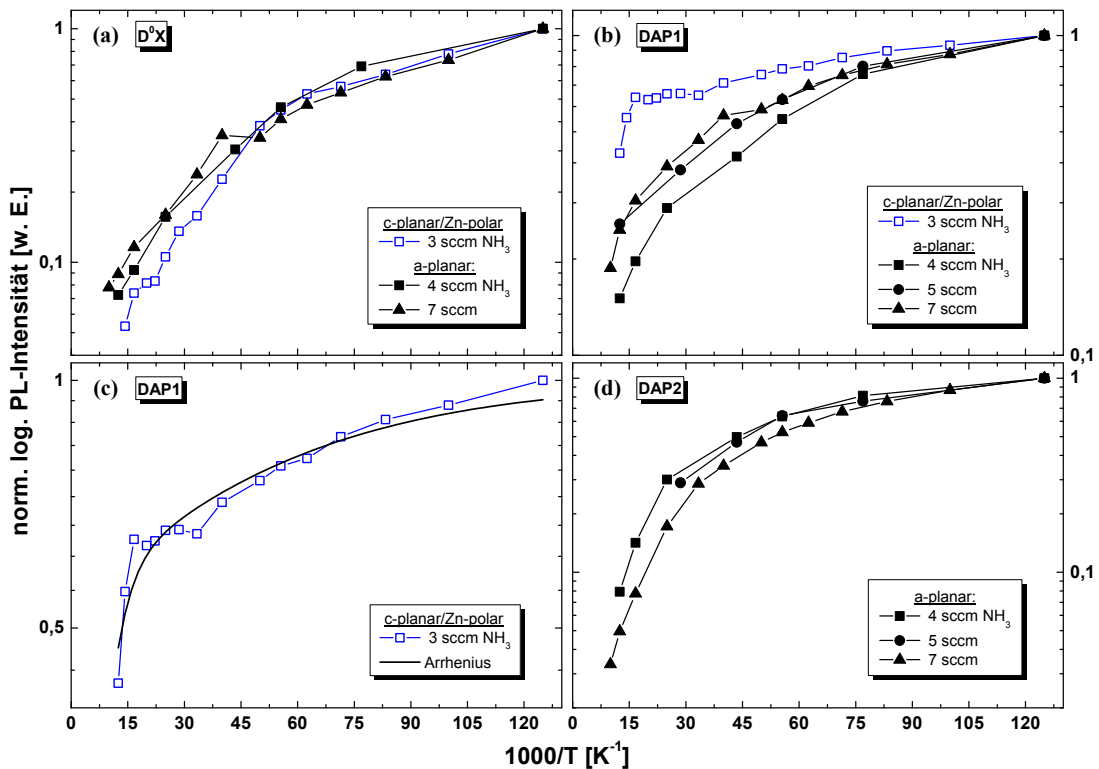 (a) D⁰X
1
0,1
c-planar/Zn-polar
3 sccm NH₃
a-planar:
4 sccm NH₃
7 sccm
(b) DAP1
1
0,1
c-planar/Zn-polar
3 sccm NH₃
a-planar:
4 sccm NH₃
5 sccm
7 sccm
norm. log. PL-Intensität [w. E.]
(c) DAP1
1
0,5
c-planar/Zn-polar
3 sccm NH₃
Arrhenius
0 15 30 45 60 75 90 105 120
(d) DAP2
1
0,1
a-planar:
4 sccm NH₃
5 sccm
7 sccm
0 15 30 45 60 75 90 105 120
1000/T [K⁻¹]